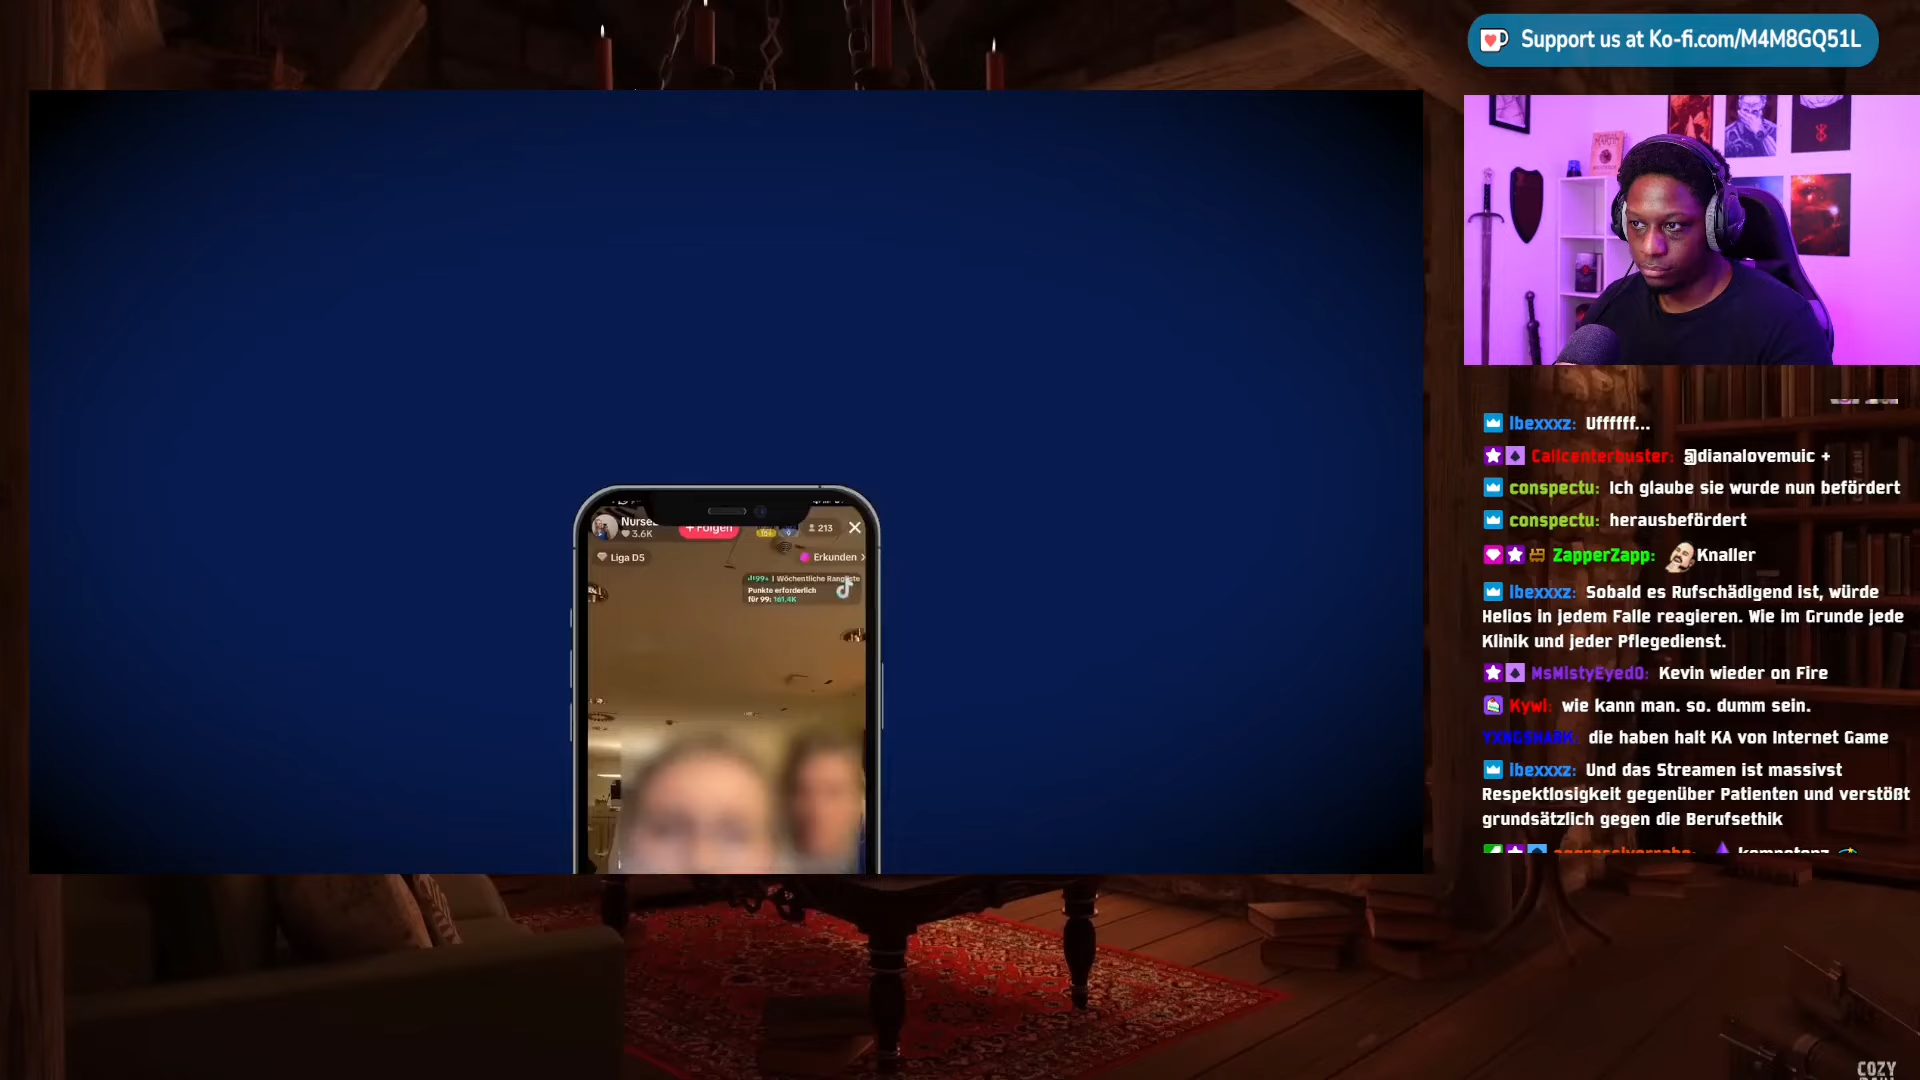 Support us at Ko-fi.com/M4M8GQ51L
MARTIN
+ Folgen
3.6K
213
Liga D5
Erkunden
99+ | Wöchentliche Rangliste
Punkte erforderlich
für 99: 161.4K
Ibexxxz: Uffffff...
Callcenterbuster: @dianalovemuic +
conspectu: Ich glaube sie wurde nun befördert
conspectu: herausbefördert
ZapperZapp: Knaller
Ibexxxz: Sobald es Rufschädigend ist, würde
Helios in jedem Falle reagieren. Wie im Grunde jede
Klinik und jeder Pflegedienst.
MsMistyEyed0: Kevin wieder on Fire
Kywi: wie kann man. so. dumm sein.
YXNGSHARK: die haben halt KA von Internet Game
Ibexxxz: Und das Streamen ist massivst
Respektlosigkeit gegenüber Patienten und verstößt
grundsätzlich gegen die Berufsethik
COZY